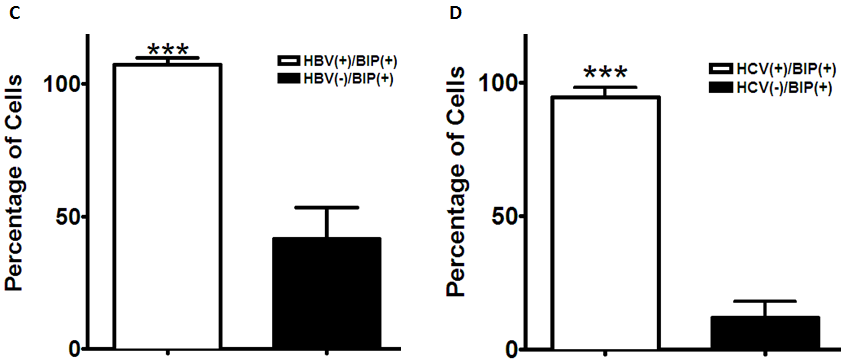 C
Percentage of Cells
100
50
0
***
HBV(+)/BIP(+)
HBV(-)/BIP(+)
D
Percentage of Cells
100
50
0
***
HCV(+)/BIP(+)
HCV(-)/BIP(+)